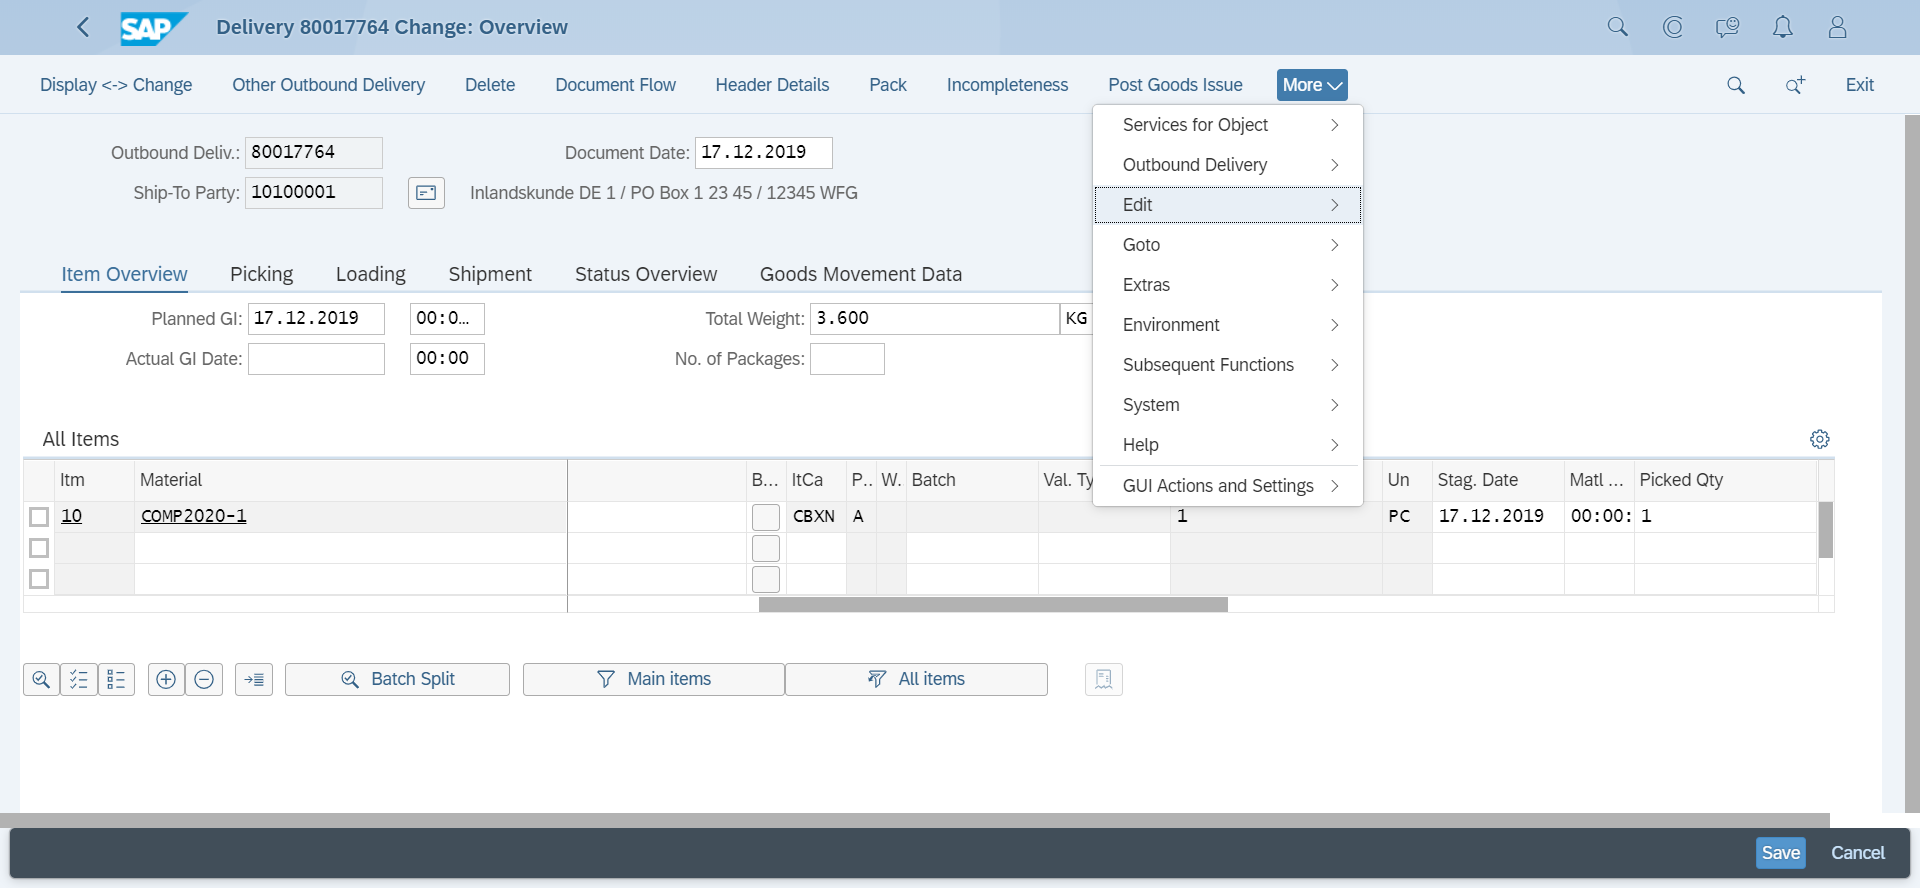 SAP Delivery 80017764 Change: Overview
Display <-> Change Other Outbound Delivery Delete Document Flow Header Details Pack Incompleteness Post Goods Issue More Exit
Services for Object
Outbound Delivery
Edit
Goto
Extras
Environment
Subsequent Functions
System
Help
GUI Actions and Settings
Outbound Deliv.: 80017764 Document Date: 17.12.2019
Ship-To Party: 10100001 Inlandskunde DE 1 / PO Box 1 23 45 / 12345 WFG
Item Overview Picking Loading Shipment Status Overview Goods Movement Data
Planned GI: 17.12.2019 00:0... Total Weight: 3.600 KG
Actual GI Date: 00:00 No. of Packages:
All Items
Itm Material B... ItCa P.. W. Batch Val. Ty Un Stag. Date Matl ... Picked Qty
10 COMP2020-1 CBXN A 1 PC 17.12.2019 00:00: 1
Batch Split Main items All items
Save Cancel